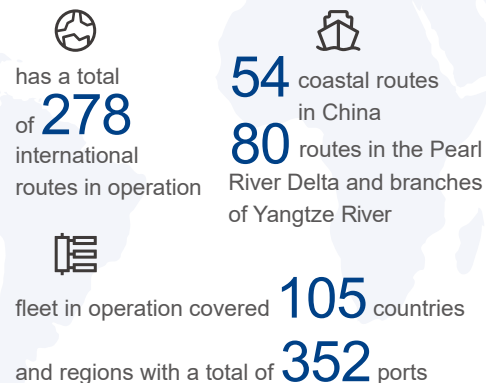 has a total
of 278
international
routes in operation
54 coastal routes
in China
80 routes in the Pearl
River Delta and branches
of Yangtze River
fleet in operation covered 105 countries
and regions with a total of 352 ports